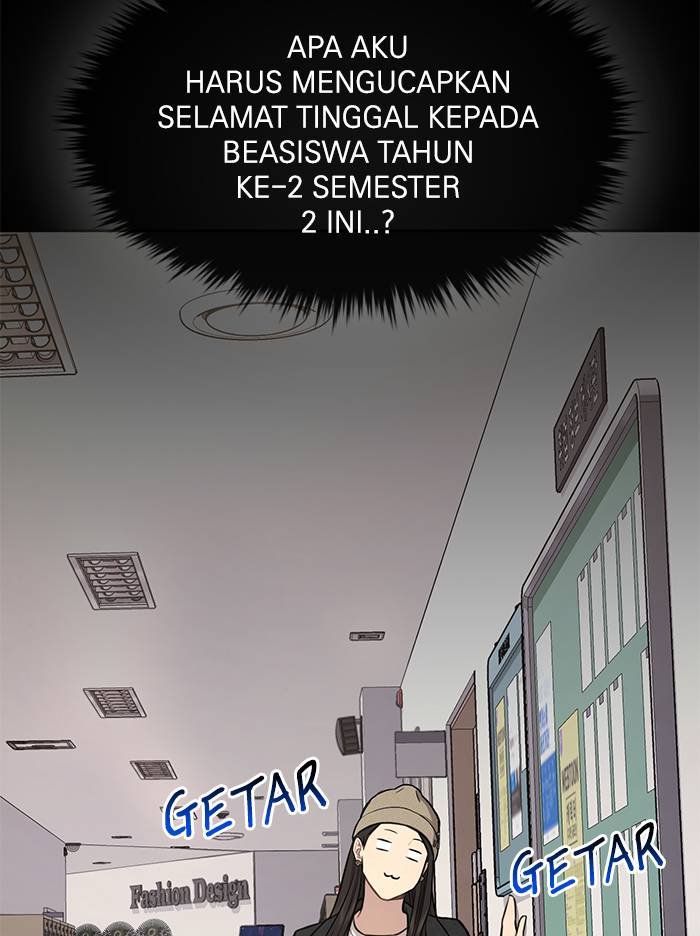 APA AKU
HARUS MENGUCAPKAN
SELAMAT TINGGAL KEPADA
BEASISWA TAHUN
KE-2 SEMESTER
2 INI..?
GETAR
GETAR
Fashion Design